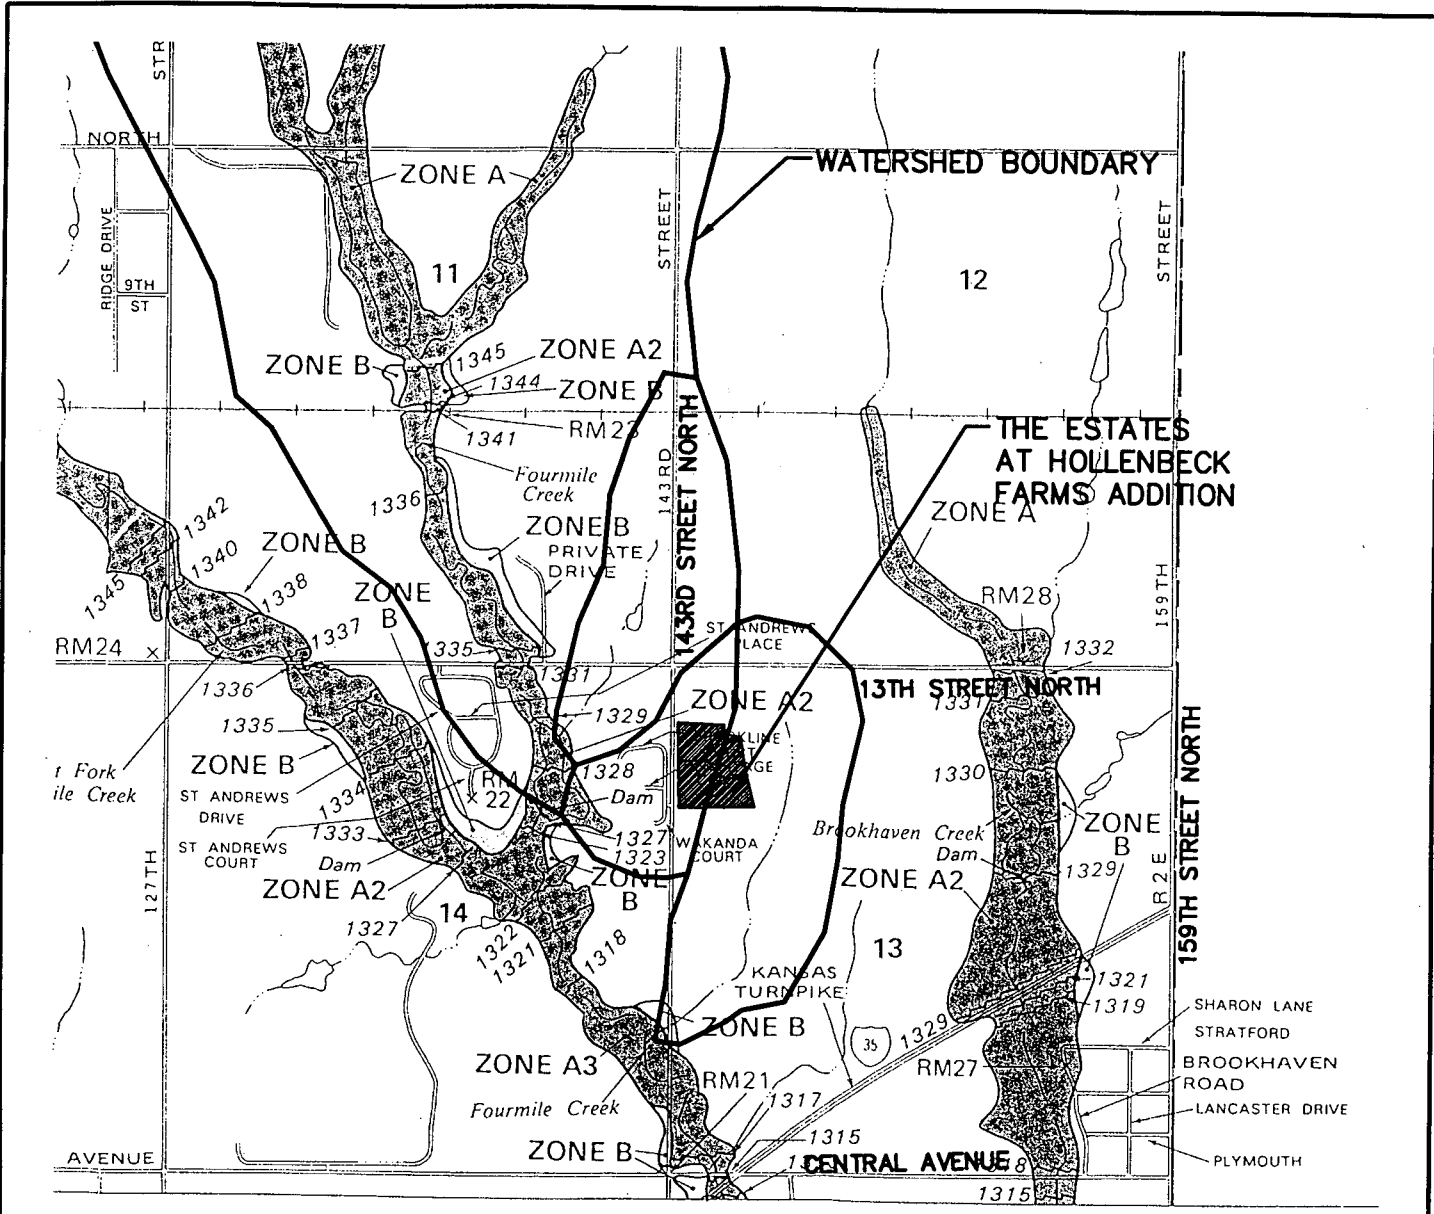 STR
NORTH
ZONE A
WATERSHED BOUNDARY
RIDGE DRIVE
9TH
ST
11
STREET
12
STREET
ZONE B
ZONE A2
1345
1344
ZONE B
1341
RM23
THE ESTATES
AT HOLLENBECK
FARMS ADDITION
Fourmile
Creek
1336
143RD
143RD STREET NORTH
ZONE A
1342
1340
ZONE B
1338
1345
ZONE B
PRIVATE
DRIVE
ZONE
B
RM28
159TH
RM24
1337
1335
ST ANDREWS
PLACE
1332
1336
1331
13TH STREET NORTH
1331
1335
1329
ZONE A2
ZONE B
ST ANDREWS
DRIVE
1334
1333
ST ANDREWS
COURT
Dam
RM
22
1328
Dam
1330
159TH STREET NORTH
1327
1323
WAKANDA
COURT
Brookhaven Creek
Dam
ZONE
B
ZONE A2
127TH
14
1327
ZONE
B
ZONE A2
1329
R 2 E
1322
1321
1318
13
KANSAS
TURNPIKE
1321
1319
ZONE B
35
1329
SHARON LANE
STRATFORD
ZONE A3
RM21
RM27
BROOKHAVEN
ROAD
Fourmile Creek
1317
LANCASTER DRIVE
ZONE B
1315
AVENUE
CENTRAL AVENUE
PLYMOUTH
1315